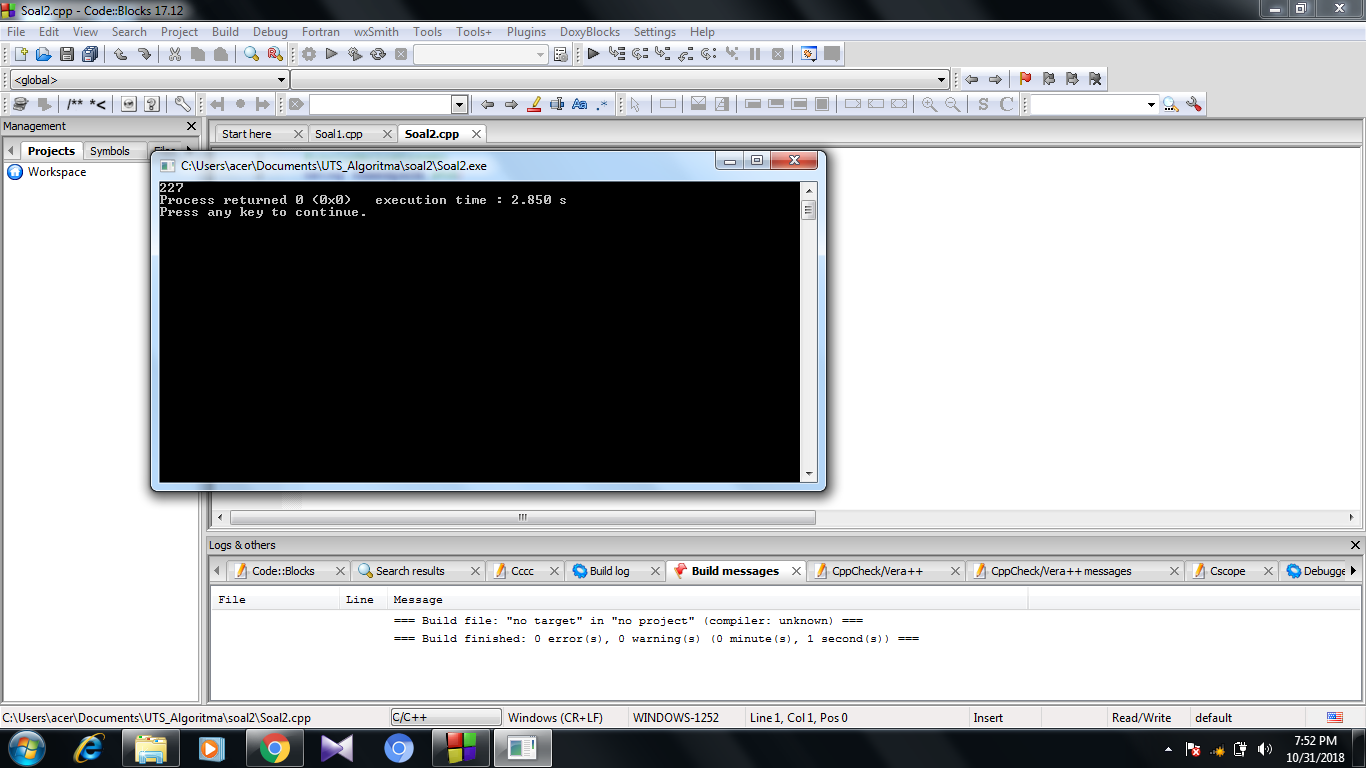 Soal2.cpp - Code::Blocks 17.12
File Edit View Search Project Build Debug Fortran wxSmith Tools Tools+ Plugins DoxyBlocks Settings Help
<global>
/** *<
Aa .*
S C
Management
Start here Soal1.cpp Soal2.cpp
Projects Symbols
Workspace
C:\Users\acer\Documents\UTS_Algoritma\soal2\Soal2.exe
227
Process returned 0 (0x0) execution time : 2.850 s
Press any key to continue.
Logs & others
Code::Blocks Search results Cccc Build log Build messages CppCheck/Vera++ CppCheck/Vera++ messages Cscope Debugge
File Line Message
=== Build file: "no target" in "no project" (compiler: unknown) ===
=== Build finished: 0 error(s), 0 warning(s) (0 minute(s), 1 second(s)) ===
C:\Users\acer\Documents\UTS_Algoritma\soal2\Soal2.cpp C/C++ Windows (CR+LF) WINDOWS-1252 Line 1, Col 1, Pos 0 Insert Read/Write default
7:52 PM
10/31/2018